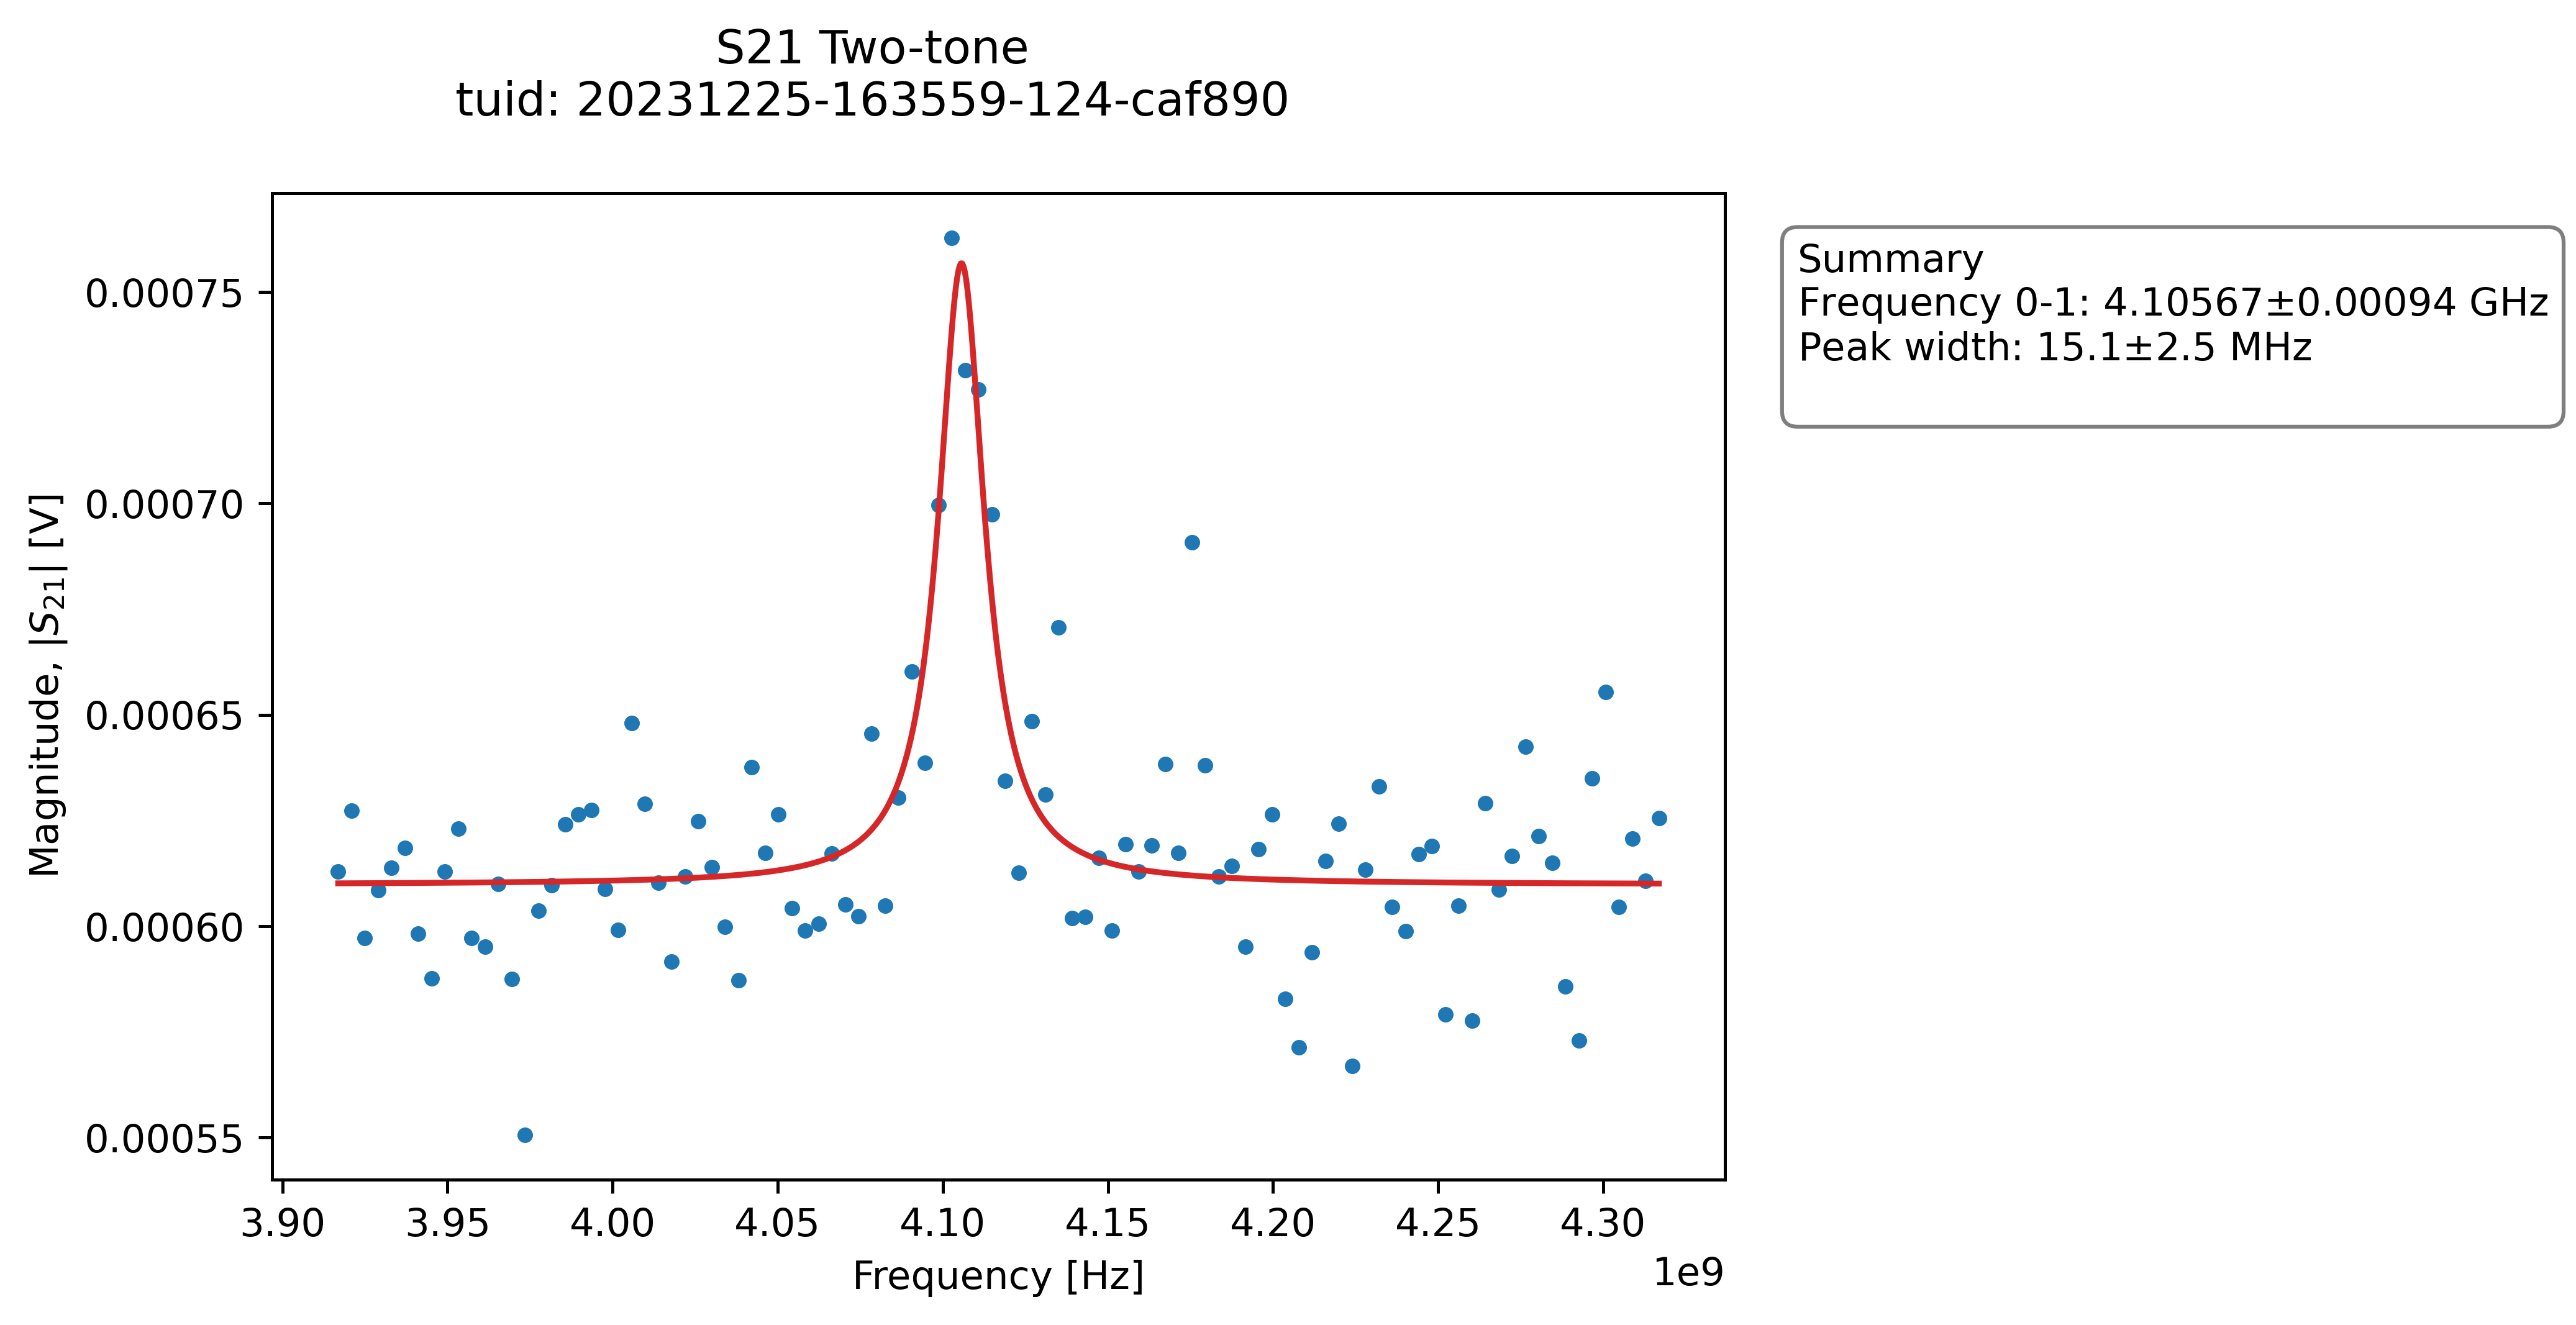 S21 Two-tone
tuid: 20231225-163559-124-caf890
Summary
Frequency 0-1: 4.10567±0.00094 GHz
Peak width: 15.1±2.5 MHz
Magnitude, |S21| [V]
0.00075
0.00070
0.00065
0.00060
0.00055
3.90 3.95 4.00 4.05 4.10 4.15 4.20 4.25 4.30
1e9
Frequency [Hz]